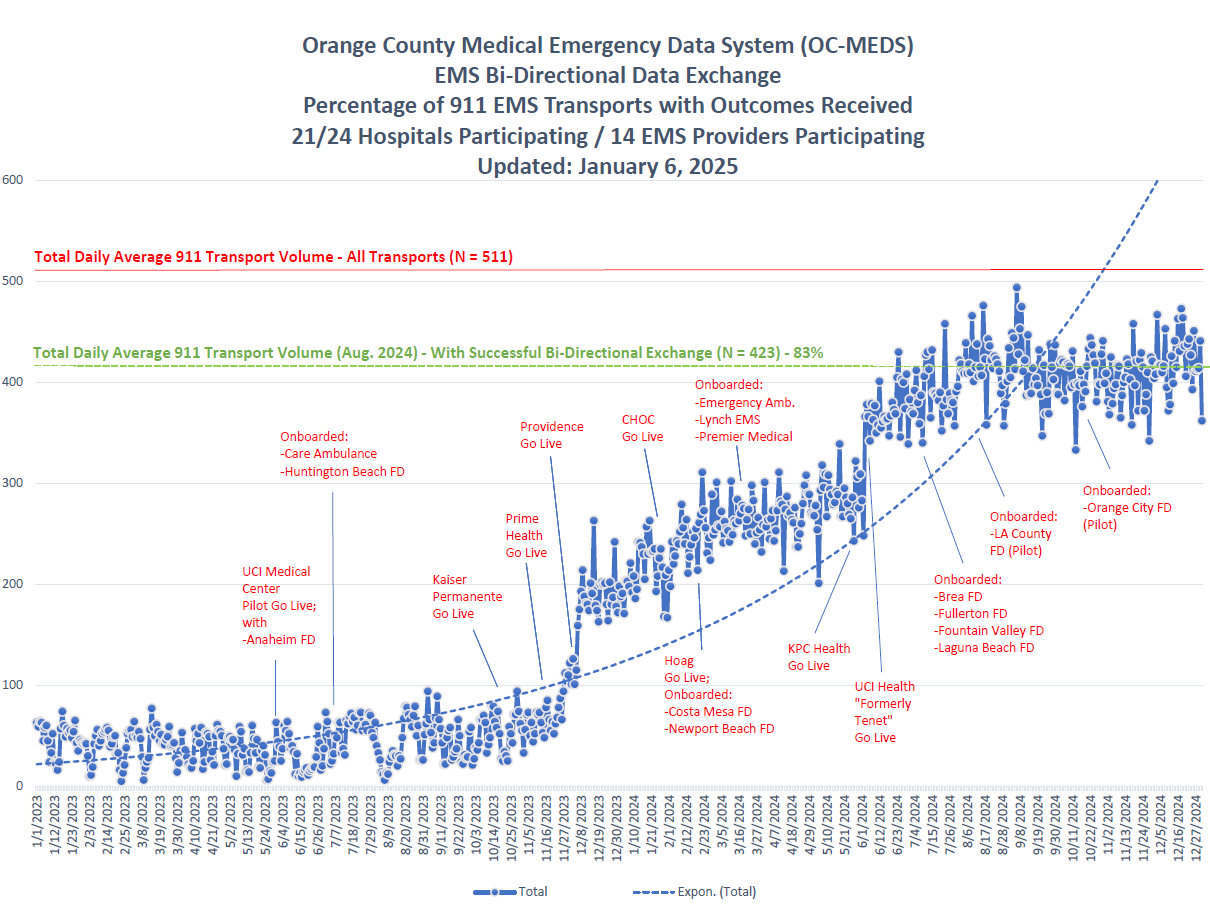 Orange County Medical Emergency Data System (OC-MEDS)
EMS Bi-Directional Data Exchange
Percentage of 911 EMS Transports with Outcomes Received
21/24 Hospitals Participating / 14 EMS Providers Participating
Updated: January 6, 2025
600
500
400
300
200
100
0
Total Daily Average 911 Transport Volume - All Transports (N = 511)
Total Daily Average 911 Transport Volume (Aug. 2024) - With Successful Bi-Directional Exchange (N = 423) - 83%
UCI Medical
Center
Pilot Go Live;
with
-Anaheim FD
Onboarded:
-Care Ambulance
-Huntington Beach FD
Kaiser
Permanente
Go Live
Prime
Health
Go Live
Providence
Go Live
CHOC
Go Live
Hoag
Go Live;
Onboarded:
-Costa Mesa FD
-Newport Beach FD
Onboarded:
-Emergency Amb.
-Lynch EMS
-Premier Medical
KPC Health
Go Live
UCI Health
"Formerly
Tenet"
Go Live
Onboarded:
-Brea FD
-Fullerton FD
-Fountain Valley FD
-Laguna Beach FD
Onboarded:
-LA County
FD (Pilot)
Onboarded:
-Orange City FD
(Pilot)
1/1/2023
1/12/2023
1/23/2023
2/3/2023
2/14/2023
2/25/2023
3/8/2023
3/19/2023
3/30/2023
4/10/2023
4/21/2023
5/2/2023
5/13/2023
5/24/2023
6/4/2023
6/15/2023
6/26/2023
7/7/2023
7/18/2023
7/29/2023
8/9/2023
8/20/2023
8/31/2023
9/11/2023
9/22/2023
10/3/2023
10/14/2023
10/25/2023
11/5/2023
11/16/2023
11/27/2023
12/8/2023
12/19/2023
12/30/2023
1/10/2024
1/21/2024
2/1/2024
2/12/2024
2/23/2024
3/5/2024
3/16/2024
3/27/2024
4/7/2024
4/18/2024
4/29/2024
5/10/2024
5/21/2024
6/1/2024
6/12/2024
6/23/2024
7/4/2024
7/15/2024
7/26/2024
8/6/2024
8/17/2024
8/28/2024
9/8/2024
9/19/2024
9/30/2024
10/11/2024
10/22/2024
11/2/2024
11/13/2024
11/24/2024
12/5/2024
12/16/2024
12/27/2024
Total
Expon. (Total)